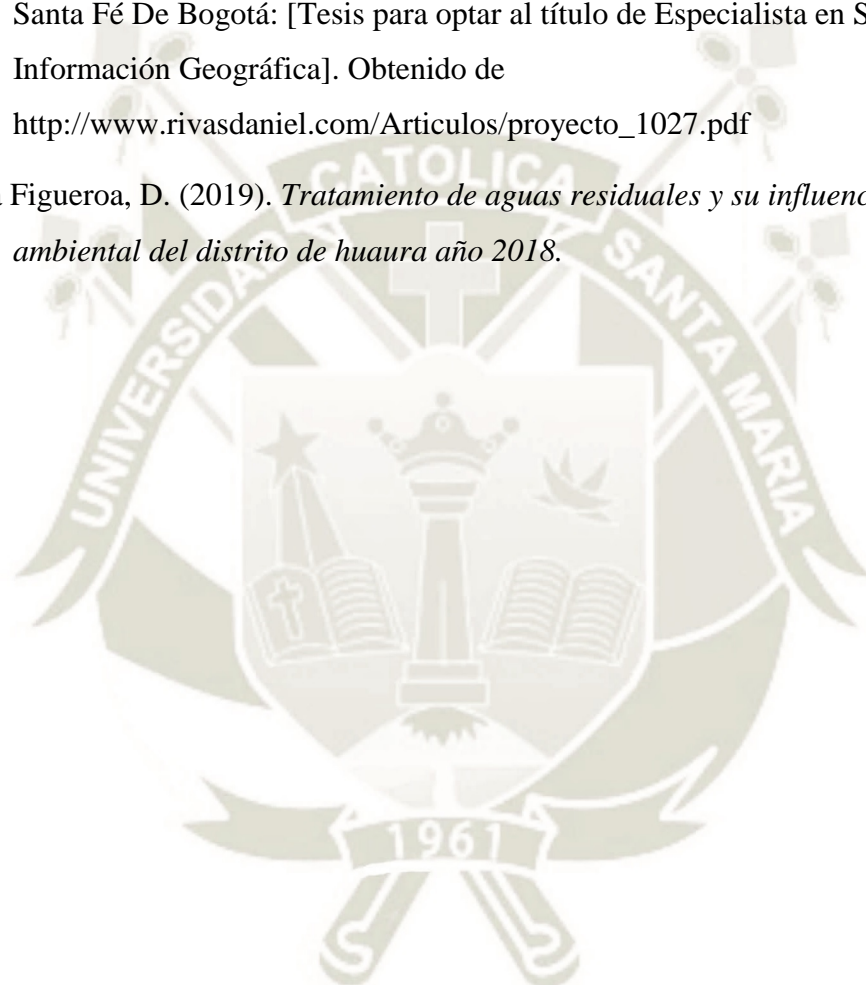 Santa Fé De Bogotá: [Tesis para optar al título de Especialista en S
Información Geográfica]. Obtenido de
http://www.rivasdaniel.com/Articulos/proyecto_1027.pdf
Figueroa, D. (2019). Tratamiento de aguas residuales y su influenc
ambiental del distrito de huaura año 2018.
UNIVERSIDAD CATOLICA SANTA MARIA
1961